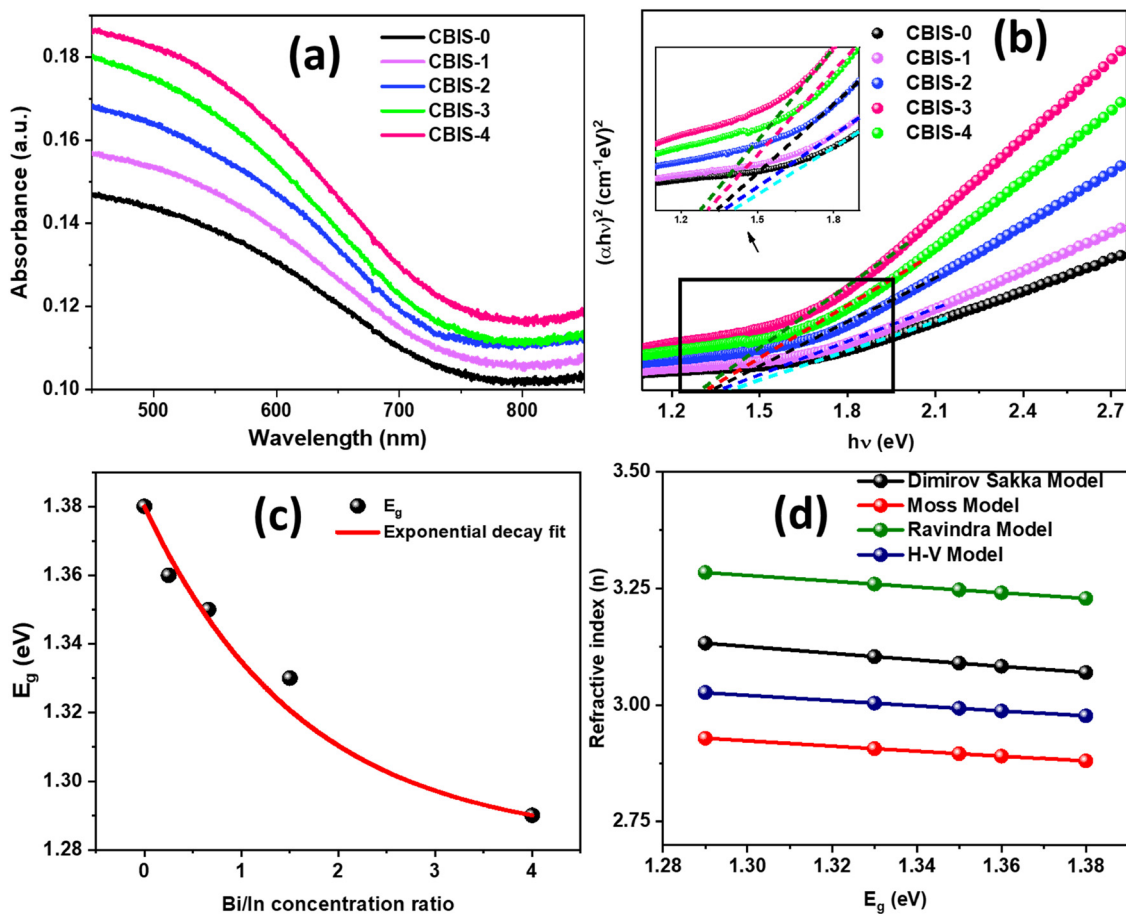 (a)
CBIS-0
CBIS-1
CBIS-2
CBIS-3
CBIS-4
0.18
0.16
0.14
0.12
0.10
Absorbance (a.u.)
500
600
700
800
Wavelength (nm)
(b)
CBIS-0
CBIS-1
CBIS-2
CBIS-3
CBIS-4
1.2
1.5
1.8
(αhν)² (cm⁻¹ eV)²
1.2
1.5
1.8
2.1
2.4
2.7
hν (eV)
(c)
E₉
Exponential decay fit
1.38
1.36
1.34
1.32
1.30
1.28
E₉ (eV)
0
1
2
3
4
Bi/In concentration ratio
(d)
Dimirov Sakka Model
Moss Model
Ravindra Model
H-V Model
3.50
3.25
3.00
2.75
Refractive index (n)
1.28
1.30
1.32
1.34
1.36
1.38
E₉ (eV)